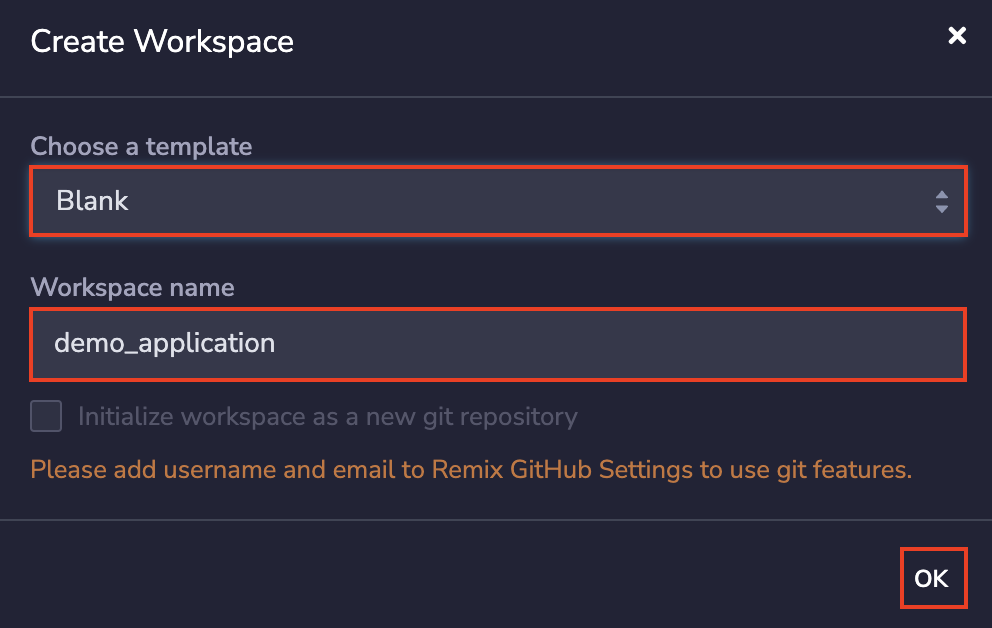 Create Workspace
Choose a template
Blank
Workspace name
demo_application
Initialize workspace as a new git repository
Please add username and email to Remix GitHub Settings to use git features.
OK